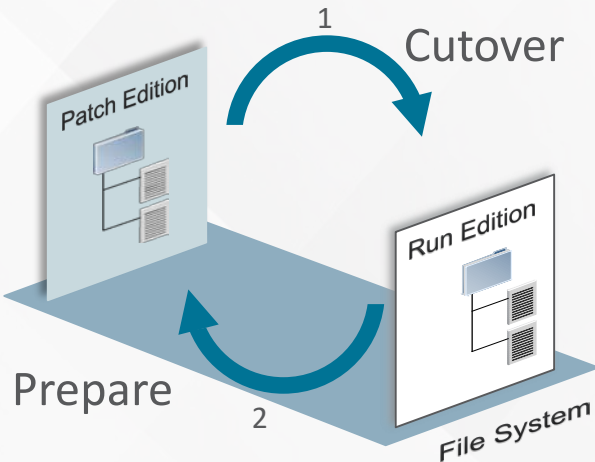 1
Cutover
Patch Edition
Run Edition
Prepare
2
File System